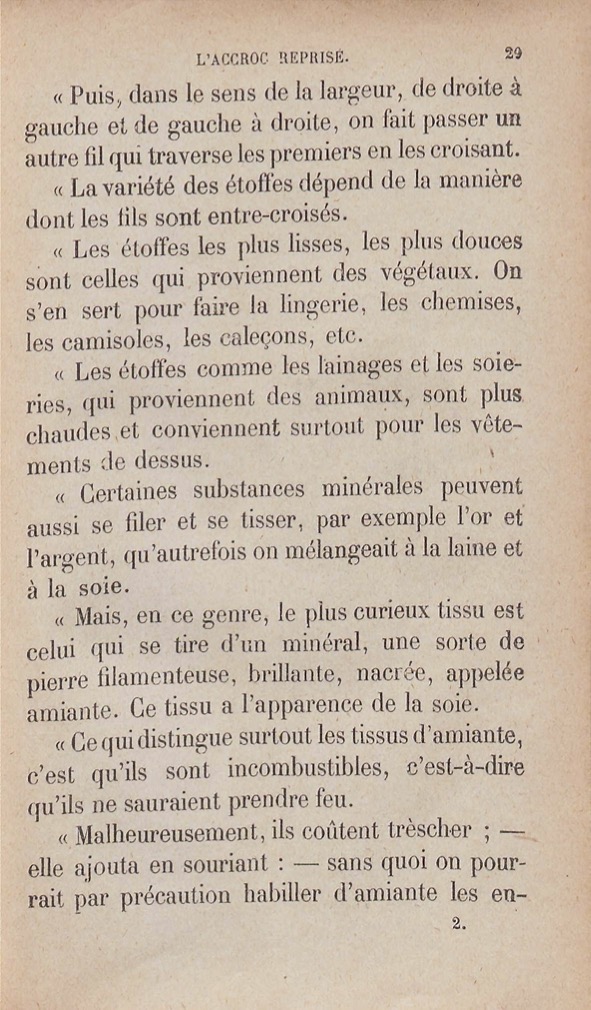 L'ACCROC REPRISÉ. 29
« Puis, dans le sens de la largeur, de droite à
gauche et de gauche à droite, on fait passer un
autre fil qui traverse les premiers en les croisant.
« La variété des étoffes dépend de la manière
dont les fils sont entre-croisés.
« Les étoffes les plus lisses, les plus douces
sont celles qui proviennent des végétaux. On
s'en sert pour faire la lingerie, les chemises,
les camisoles, les caleçons, etc.
« Les étoffes comme les lainages et les soie-
ries, qui proviennent des animaux, sont plus
chaudes et conviennent surtout pour les vête-
ments de dessus.
« Certaines substances minérales peuvent
aussi se filer et se tisser, par exemple l'or et
l'argent, qu'autrefois on mélangeait à la laine et
à la soie.
« Mais, en ce genre, le plus curieux tissu est
celui qui se tire d'un minéral, une sorte de
pierre filamenteuse, brillante, nacrée, appelée
amiante. Ce tissu a l'apparence de la soie.
« Ce qui distingue surtout les tissus d'amiante,
c'est qu'ils sont incombustibles, c'est-à-dire
qu'ils ne sauraient prendre feu.
« Malheureusement, ils coûtent trèscher ; —
elle ajouta en souriant : — sans quoi on pour-
rait par précaution habiller d'amiante les en-
2.